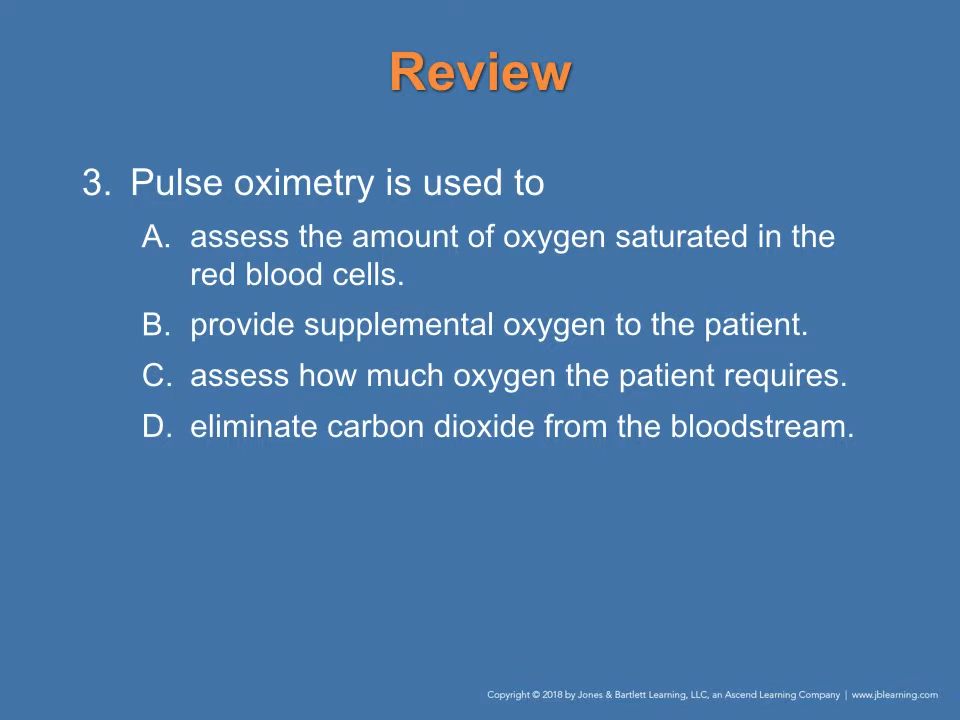 Review
3. Pulse oximetry is used to
A. assess the amount of oxygen saturated in the
red blood cells.
B. provide supplemental oxygen to the patient.
C. assess how much oxygen the patient requires.
D. eliminate carbon dioxide from the bloodstream.
Copyright © 2018 by Jones & Bartlett Learning, LLC, an Ascend Learning Company | www.jblearning.com